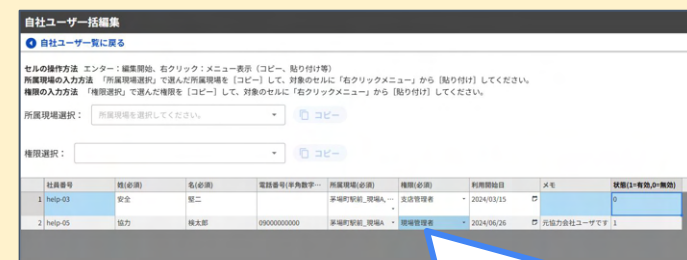 自社ユーザー一括編集
自社ユーザ一覧に戻る
セルの操作方法 エンター：編集開始、右クリック：メニュー表示（コピー、貼り付け等）
所属現場の入力方法 「所属現場選択」で選んだ所属現場を［コピー］して、対象のセルに「右クリックメニュー」から［貼り付け］してください。
権限の入力方法 「権限選択」で選んだ権限を［コピー］して、対象のセルに「右クリックメニュー」から［貼り付け］してください。
所属現場選択： 所属現場を選択してください。 コピー
権限選択： コピー
社員番号 姓(必須) 名(必須) 電話番号(半角数字… 所属現場(必須) 権限(必須) 利用開始日 メモ 状態(1=有効,0=無効)
1 help-03 安全 堅二 茅場町駅前_現場A,… 支店管理者 2024/03/15 0
2 help-05 協力 稜太郎 09000000000 茅場町駅前_現場A 現場管理者 2024/06/26 元協力会社ユーザです 1